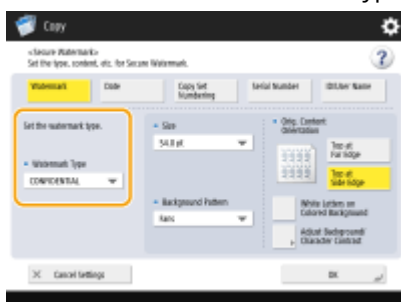 Copy
<Secure Watermark>
Set the type, content, etc. for Secure Watermark.
Watermark
Date
Copy Set
Numbering
Serial Number
ID/User Name
Set the watermark type.
Watermark Type
CONFIDENTIAL
Size
54.0 pt
Background Pattern
Fans
Orig. Content
Orientation
Top at
Far Edge
Top at
Side Edge
White Letters on
Colored Background
Adjust Background/
Character Contrast
Cancel Settings
OK